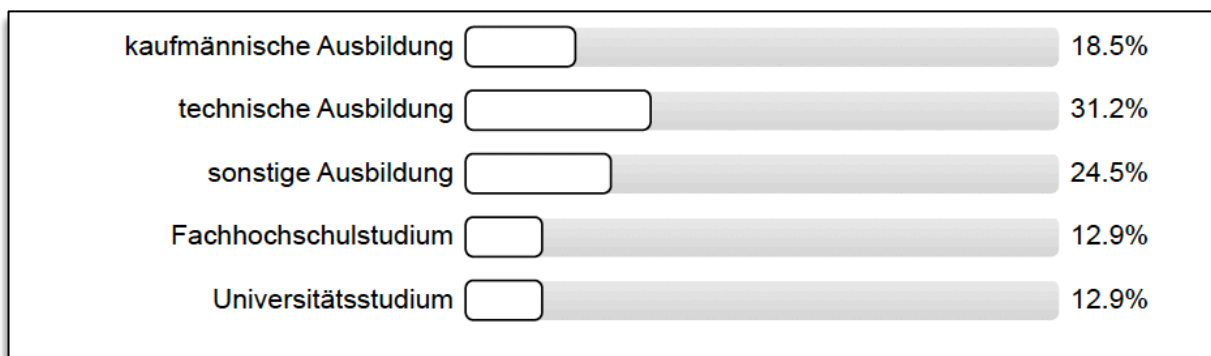 kaufmännische Ausbildung 18.5%
technische Ausbildung 31.2%
sonstige Ausbildung 24.5%
Fachhochschulstudium 12.9%
Universitätsstudium 12.9%